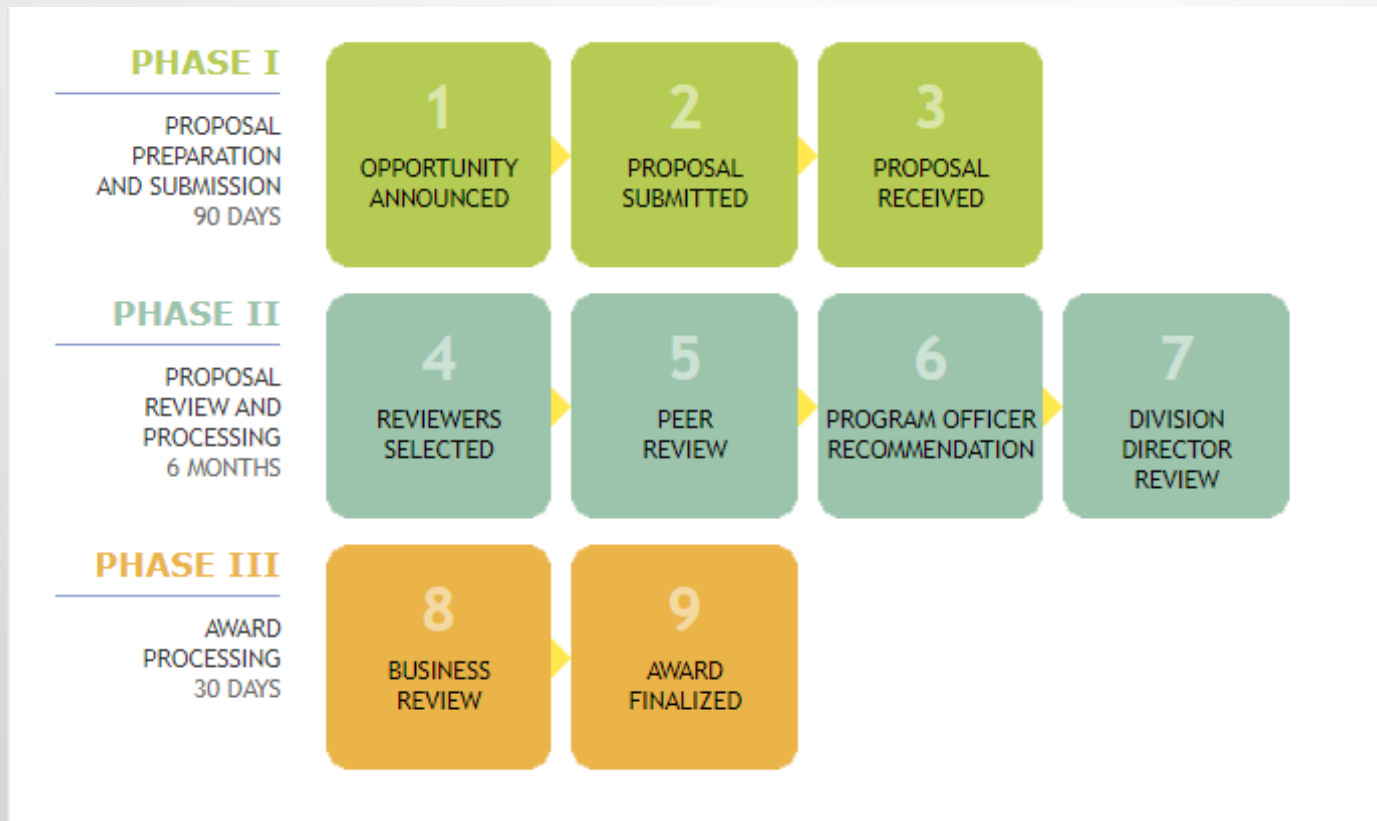 PHASE I
PROPOSAL
PREPARATION
AND SUBMISSION
90 DAYS
1
OPPORTUNITY
ANNOUNCED
2
PROPOSAL
SUBMITTED
3
PROPOSAL
RECEIVED
PHASE II
PROPOSAL
REVIEW AND
PROCESSING
6 MONTHS
4
REVIEWERS
SELECTED
5
PEER
REVIEW
6
PROGRAM OFFICER
RECOMMENDATION
7
DIVISION
DIRECTOR
REVIEW
PHASE III
AWARD
PROCESSING
30 DAYS
8
BUSINESS
REVIEW
9
AWARD
FINALIZED